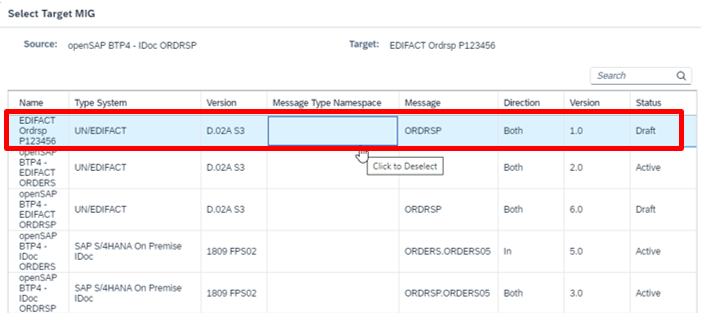 Select Target MIG
Source: openSAP BTP4 - IDoc ORDRSP Target: EDIFACT Ordrsp P123456
Search
Name Type System Version Message Type Namespace Message Direction Version Status
EDIFACT
Ordrsp
P123456 UN/EDIFACT D.02A S3 ORDRSP Both 1.0 Draft
Click to Deselect
openSAP
BTP4 -
EDIFACT
ORDERS UN/EDIFACT D.02A S3 Both 2.0 Active
openSAP
BTP4 -
EDIFACT
ORDRSP UN/EDIFACT D.02A S3 ORDRSP Both 6.0 Draft
openSAP
BTP4 -
IDoc
ORDERS SAP S/4HANA On Premise
IDoc 1809 FPS02 ORDERS.ORDERS05 In 5.0 Active
openSAP
BTP4 -
IDoc
ORDRSP SAP S/4HANA On Premise
IDoc 1809 FPS02 ORDRSP.ORDERS05 Both 3.0 Active